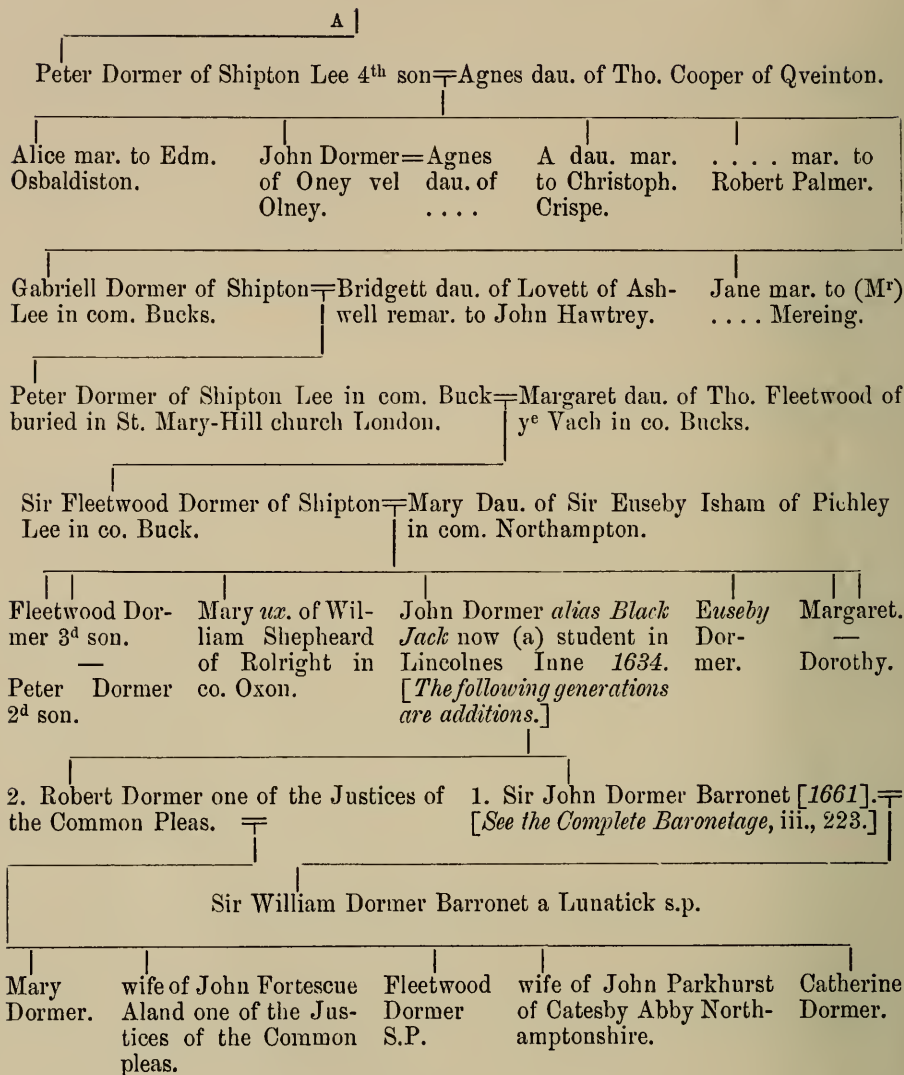 A
Peter Dormer of Shipton Lee 4th son=Agnes dau. of Tho. Cooper of Qveinton.
Alice mar. to Edm.
Osbaldiston.
John Dormer=Agnes
of Oney vel dau. of
Olney. ....
A dau. mar.
to Christoph.
Crispe.
.... mar. to
Robert Palmer.
Gabriell Dormer of Shipton=Bridgett dau. of Lovett of Ash-
Lee in com. Bucks. well remar. to John Hawtrey.
Jane mar. to (Mr)
.... Mereing.
Peter Dormer of Shipton Lee in com. Buck=Margaret dau. of Tho. Fleetwood of
buried in St. Mary-Hill church London. ye Vach in co. Bucks.
Sir Fleetwood Dormer of Shipton=Mary Dau. of Sir Euseby Isham of Pichley
Lee in co. Buck. in com. Northampton.
Fleetwood Dor-
mer 3d son.
—
Peter Dormer
2d son.
Mary ux. of Wil-
liam Shepheard
of Rolright in
co. Oxon.
John Dormer alias Black
Jack now (a) student in
Lincolnes Inne 1634.
[The following generations
are additions.]
Euseby
Dor-
mer.
Margaret.
—
Dorothy.
2. Robert Dormer one of the Justices of
the Common Pleas. =
1. Sir John Dormer Barronet [1661].=
[See the Complete Baronetage, iii., 223.]
Sir William Dormer Barronet a Lunatick s.p.
Mary
Dormer.
wife of John Fortescue
Aland one of the Jus-
tices of the Common
pleas.
Fleetwood
Dormer
S.P.
wife of John Parkhurst
of Catesby Abby North-
amptonshire.
Catherine
Dormer.